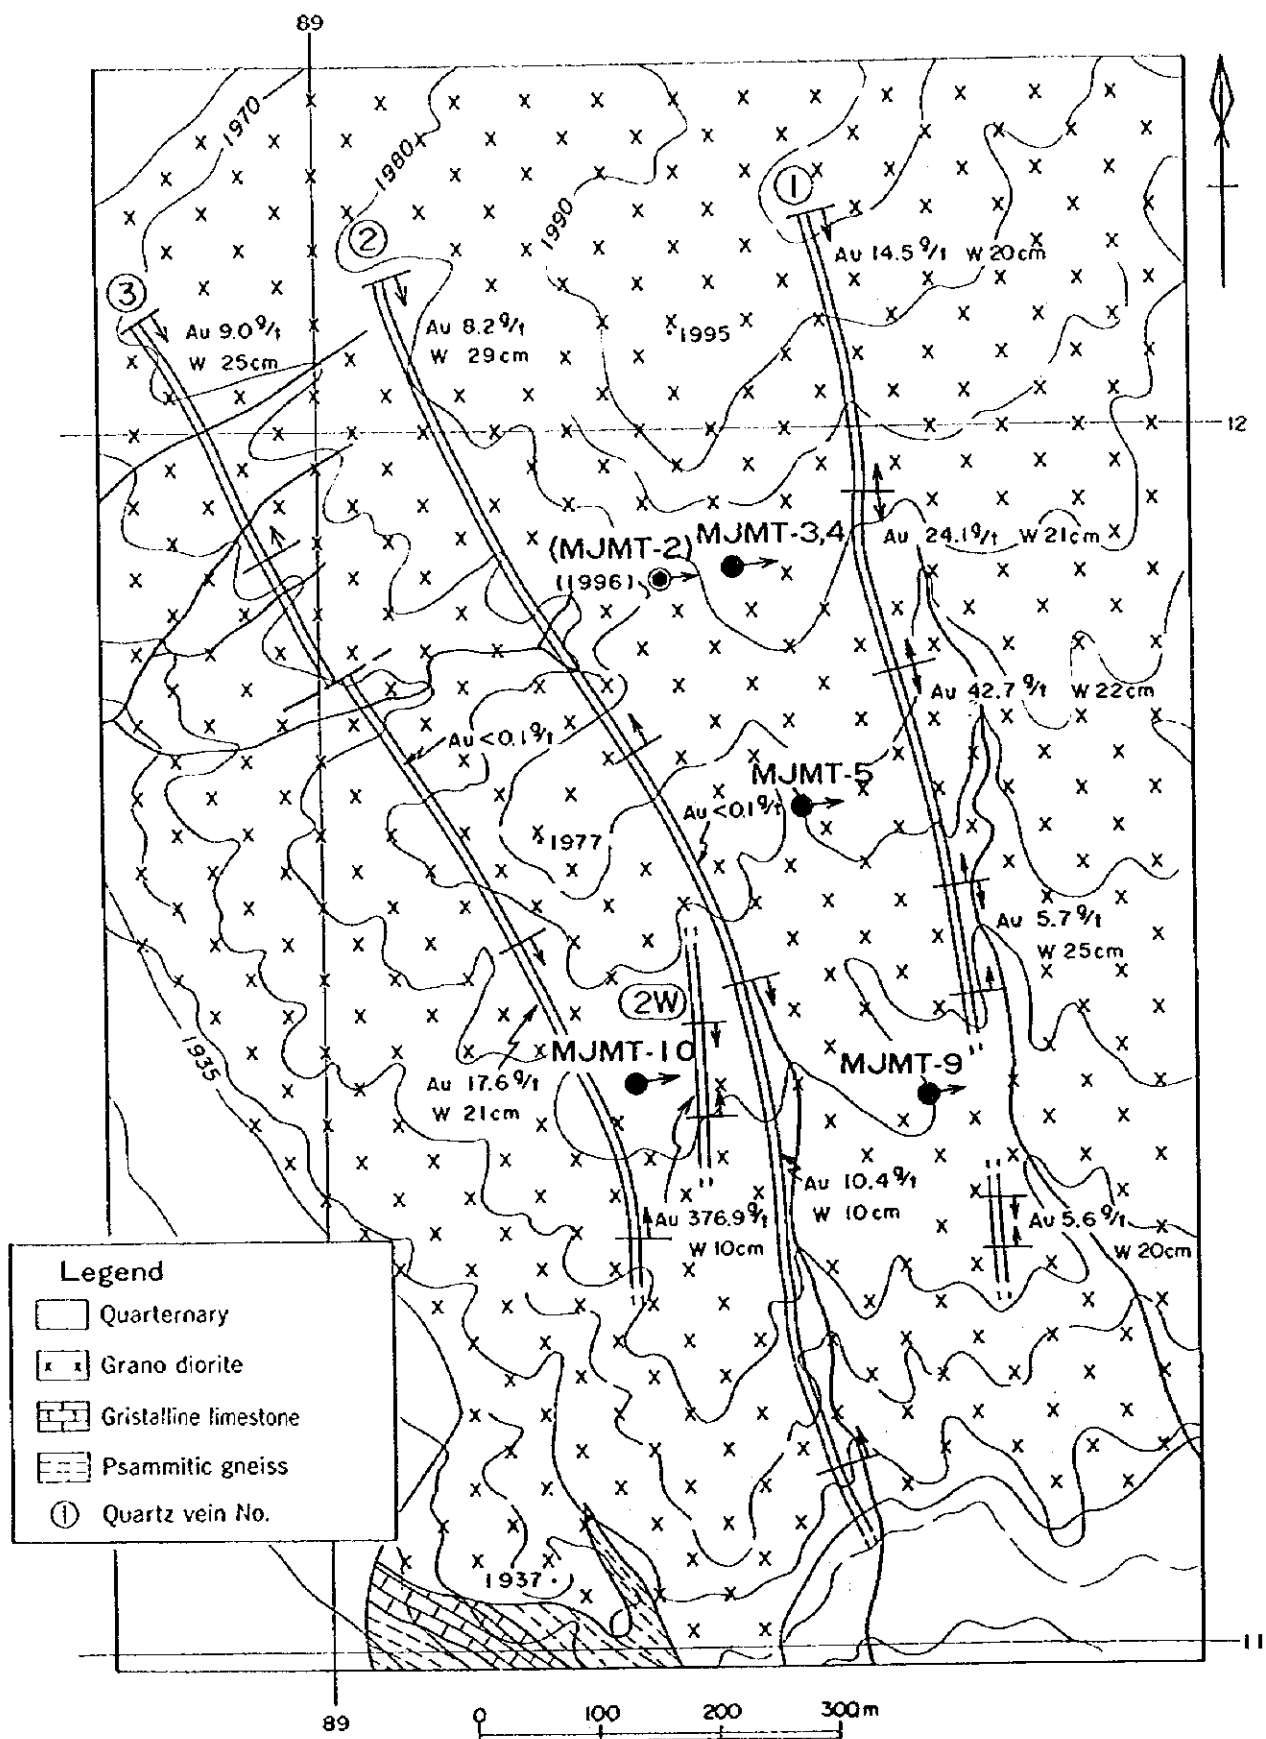 89
1970
1980
1990
①
②
③
Au 14.5 g/t W 20cm
Au 9.0 g/t
W 25cm
Au 8.2 g/t
W 29cm
1995
12
(MJMT-2)
(1996)
MJMT-3,4
Au 24.1 g/t W 21cm
Au 42.7 g/t W 22cm
Au <0.1 g/t
MJMT-5
Au <0.1 g/t
1977
Au 5.7 g/t
W 25cm
2W
1935
MJMT-10
MJMT-9
Au 17.6 g/t
W 21cm
Au 10.4 g/t
W 10cm
Au 376.9 g/t
W 10cm
Au 5.6 g/t
W 20cm
Legend
Quarternary
Grano diorite
Gristalline limestone
Psammitic gneiss
① Quartz vein No.
1937
11
89
0 100 200 300m